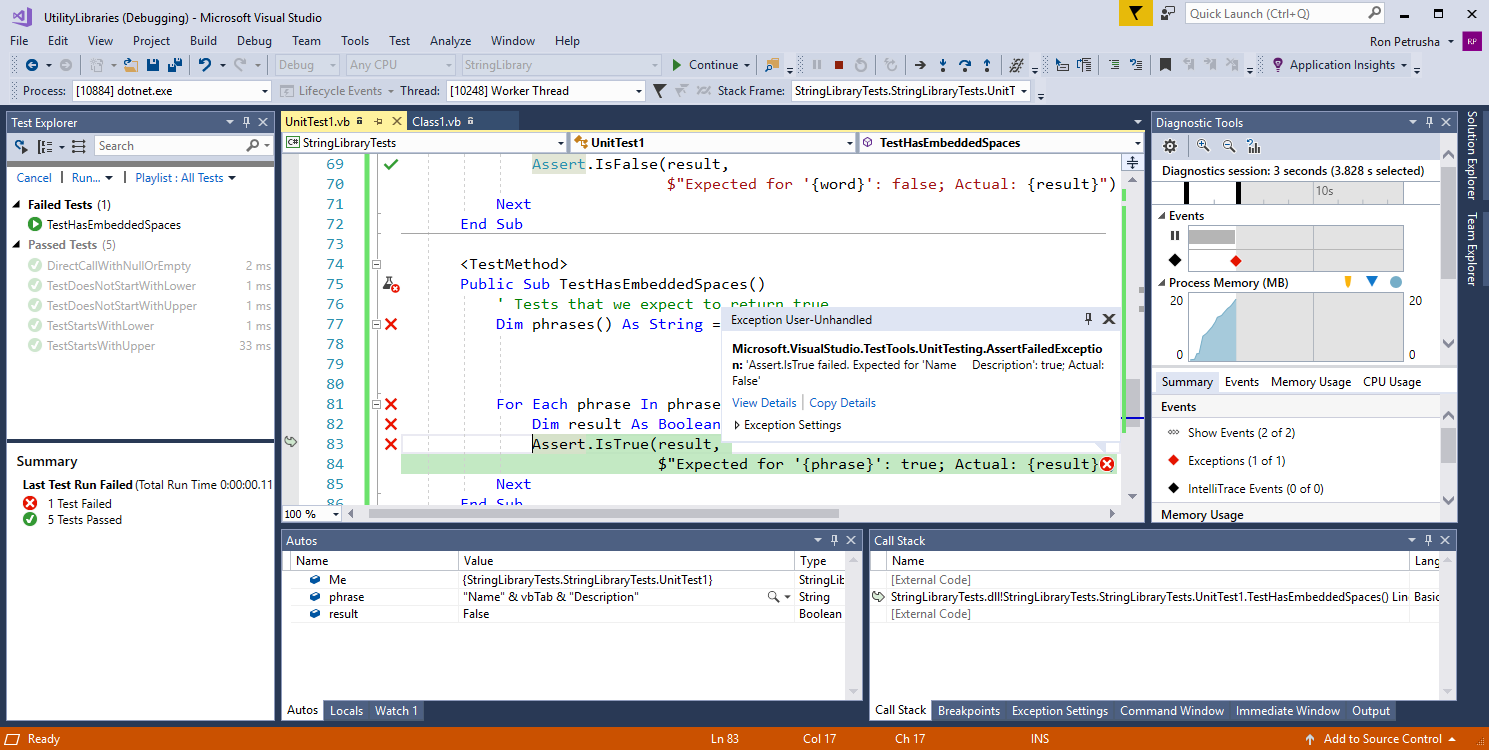 UtilityLibraries (Debugging) - Microsoft Visual Studio
Quick Launch (Ctrl+Q)
File Edit View Project Build Debug Team Tools Test Analyze Window Help
Ron Petrusha
RP
Debug Any CPU StringLibrary Continue Application Insights
Process: [10884] dotnet.exe Lifecycle Events Thread: [10248] Worker Thread Stack Frame: StringLibraryTests.StringLibraryTests.UnitT
Test Explorer
Search
Cancel Run... Playlist : All Tests
Failed Tests (1)
TestHasEmbeddedSpaces
Passed Tests (5)
DirectCallWithNullOrEmpty 2 ms
TestDoesNotStartWithLower 1 ms
TestDoesNotStartWithUpper 1 ms
TestStartsWithLower 1 ms
TestStartsWithUpper 33 ms
Summary
Last Test Run Failed (Total Run Time 0:00:00.11
1 Test Failed
5 Tests Passed
UnitTest1.vb Class1.vb
C# StringLibraryTests UnitTest1 TestHasEmbeddedSpaces
69 Assert.IsFalse(result,
70 $"Expected for '{word}': false; Actual: {result}")
71 Next
72 End Sub
73
74 <TestMethod>
75 Public Sub TestHasEmbeddedSpaces()
76 ' Tests that we expect to return true
77 Dim phrases() As String =
78
79
80
81 For Each phrase In phrase
82 Dim result As Boolean
83 Assert.IsTrue(result,
84 $"Expected for '{phrase}': true; Actual: {result}
85 Next
86 End Sub
100 %
Exception User-Unhandled
Microsoft.VisualStudio.TestTools.UnitTesting.AssertFailedExceptio
n: 'Assert.IsTrue failed. Expected for 'Name    Description': true; Actual:
False'
View Details Copy Details
Exception Settings
Diagnostic Tools
Diagnostics session: 3 seconds (3.828 s selected)
10s
Events
Process Memory (MB)
20 20
0 0
Summary Events Memory Usage CPU Usage
Events
Show Events (2 of 2)
Exceptions (1 of 1)
IntelliTrace Events (0 of 0)
Memory Usage
Solution Explorer
Team Explorer
Autos
Name Value Type
Me {StringLibraryTests.StringLibraryTests.UnitTest1} StringLib
phrase "Name" & vbTab & "Description" String
result False Boolean
Autos Locals Watch 1
Call Stack
Name Lang
[External Code]
StringLibraryTests.dll!StringLibraryTests.StringLibraryTests.UnitTest1.TestHasEmbeddedSpaces() Lin Basic
[External Code]
Call Stack Breakpoints Exception Settings Command Window Immediate Window Output
Ready Ln 83 Col 17 Ch 17 INS Add to Source Control